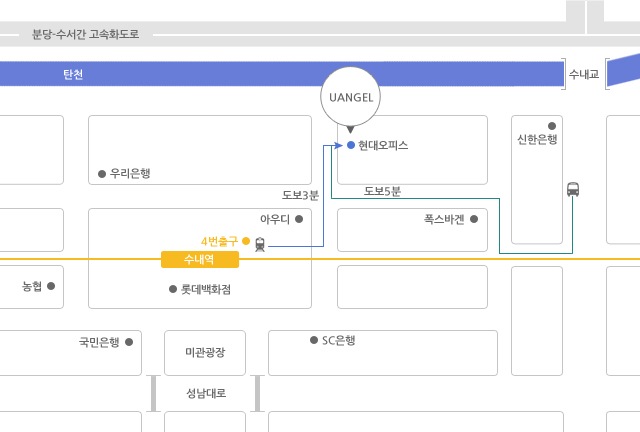 분당-수서간 고속화도로
탄천
수내교
UANGEL
신한은행
현대오피스
우리은행
도보3분
도보5분
아우디
폭스바겐
4번출구
수내역
농협
롯데백화점
국민은행
미관광장
SC은행
성남대로